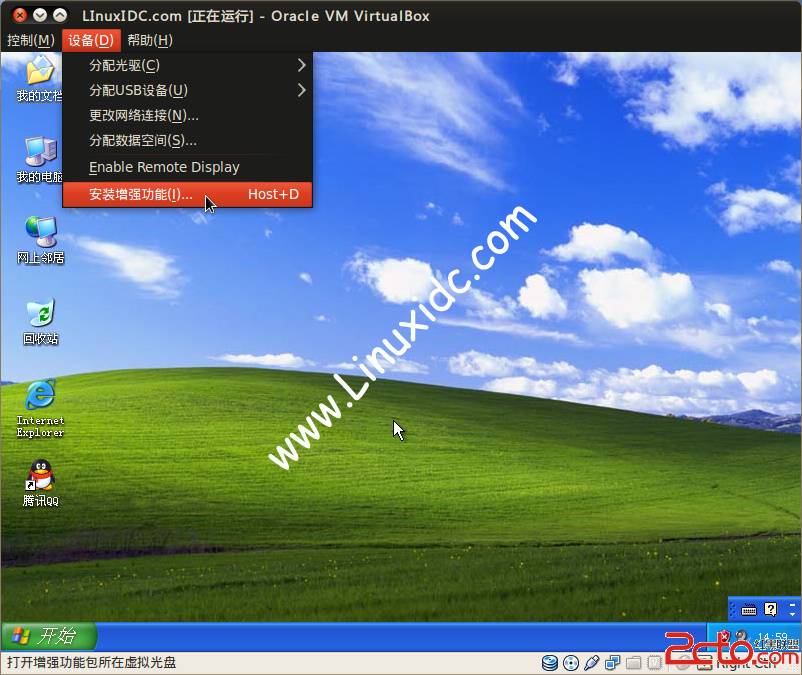 LInuxIDC.com [正在运行] - Oracle VM VirtualBox
控制(M) 设备(D) 帮助(H)
分配光驱(C)
分配USB设备(U)
更改网络连接(N)...
分配数据空间(S)...
Enable Remote Display
安装增强功能(I)... Host+D
我的文档
我的电脑
网上邻居
回收站
Internet Explorer
腾讯QQ
www.Linuxidc.com
开始
14:59
打开增强功能包所在虚拟光盘
Right Ctrl
2cto.com
红黑联盟